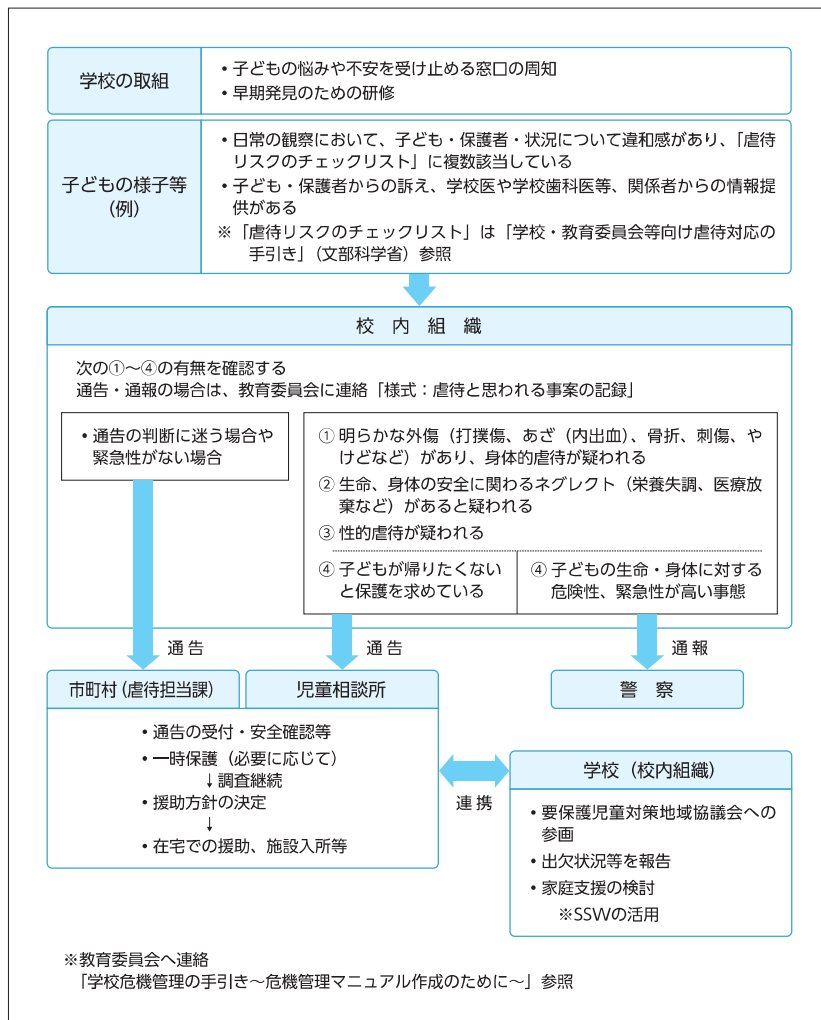 学校の取組
・子どもの悩みや不安を受け止める窓口の周知
・早期発見のための研修
子どもの様子等
(例)
・日常の観察において、子ども・保護者・状況について違和感があり、「虐待
リスクのチェックリスト」に複数該当している
・子ども・保護者からの訴え、学校医や学校歯科医等、関係者からの情報提
供がある
※「虐待リスクのチェックリスト」は「学校・教育委員会等向け虐待対応の
手引き」(文部科学省)参照
校内組織
次の①～④の有無を確認する
通告・通報の場合は、教育委員会に連絡「様式：虐待と思われる事案の記録」
・通告の判断に迷う場合や
緊急性がない場合
① 明らかな外傷（打撲傷、あざ（内出血）、骨折、刺傷、や
けどなど）があり、身体的虐待が疑われる
② 生命、身体の安全に関わるネグレクト（栄養失調、医療放
棄など）があると疑われる
③ 性的虐待が疑われる
④ 子どもが帰りたくない
と保護を求めている
④ 子どもの生命・身体に対する
危険性、緊急性が高い事態
通告
通告
通報
市町村（虐待担当課）
児童相談所
警察
・通告の受付・安全確認等
・一時保護（必要に応じて）
↓調査継続
・援助方針の決定
↓
・在宅での援助、施設入所等
連携
学校（校内組織）
・要保護児童対策地域協議会への
参画
・出欠状況等を報告
・家庭支援の検討
※SSWの活用
※教育委員会へ連絡
「学校危機管理の手引き～危機管理マニュアル作成のために～」参照